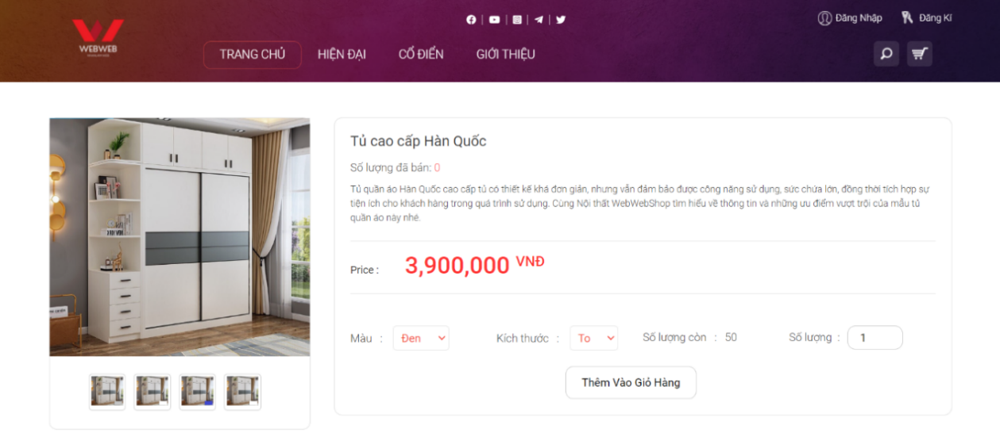 Đăng Nhập
Đăng Kí
WEBWEB
TRANG CHỦ
HIỆN ĐẠI
CỔ ĐIỂN
GIỚI THIỆU
Tủ cao cấp Hàn Quốc
Số lượng đã bán: 0
Tủ quần áo Hàn Quốc cao cấp tủ có thiết kế khá đơn giản, nhưng vẫn đảm bảo được công năng sử dụng, sức chứa lớn, đồng thời tích hợp sự
tiện ích cho khách hàng trong quá trình sử dụng. Cùng Nội thất WebWebShop tìm hiểu về thông tin và những ưu điểm vượt trội của mẫu tủ
quần áo này nhé.
Price : 3,900,000 VNĐ
Màu : Đen
Kích thước : To
Số lượng còn : 50
Số lượng : 1
Thêm Vào Giỏ Hàng